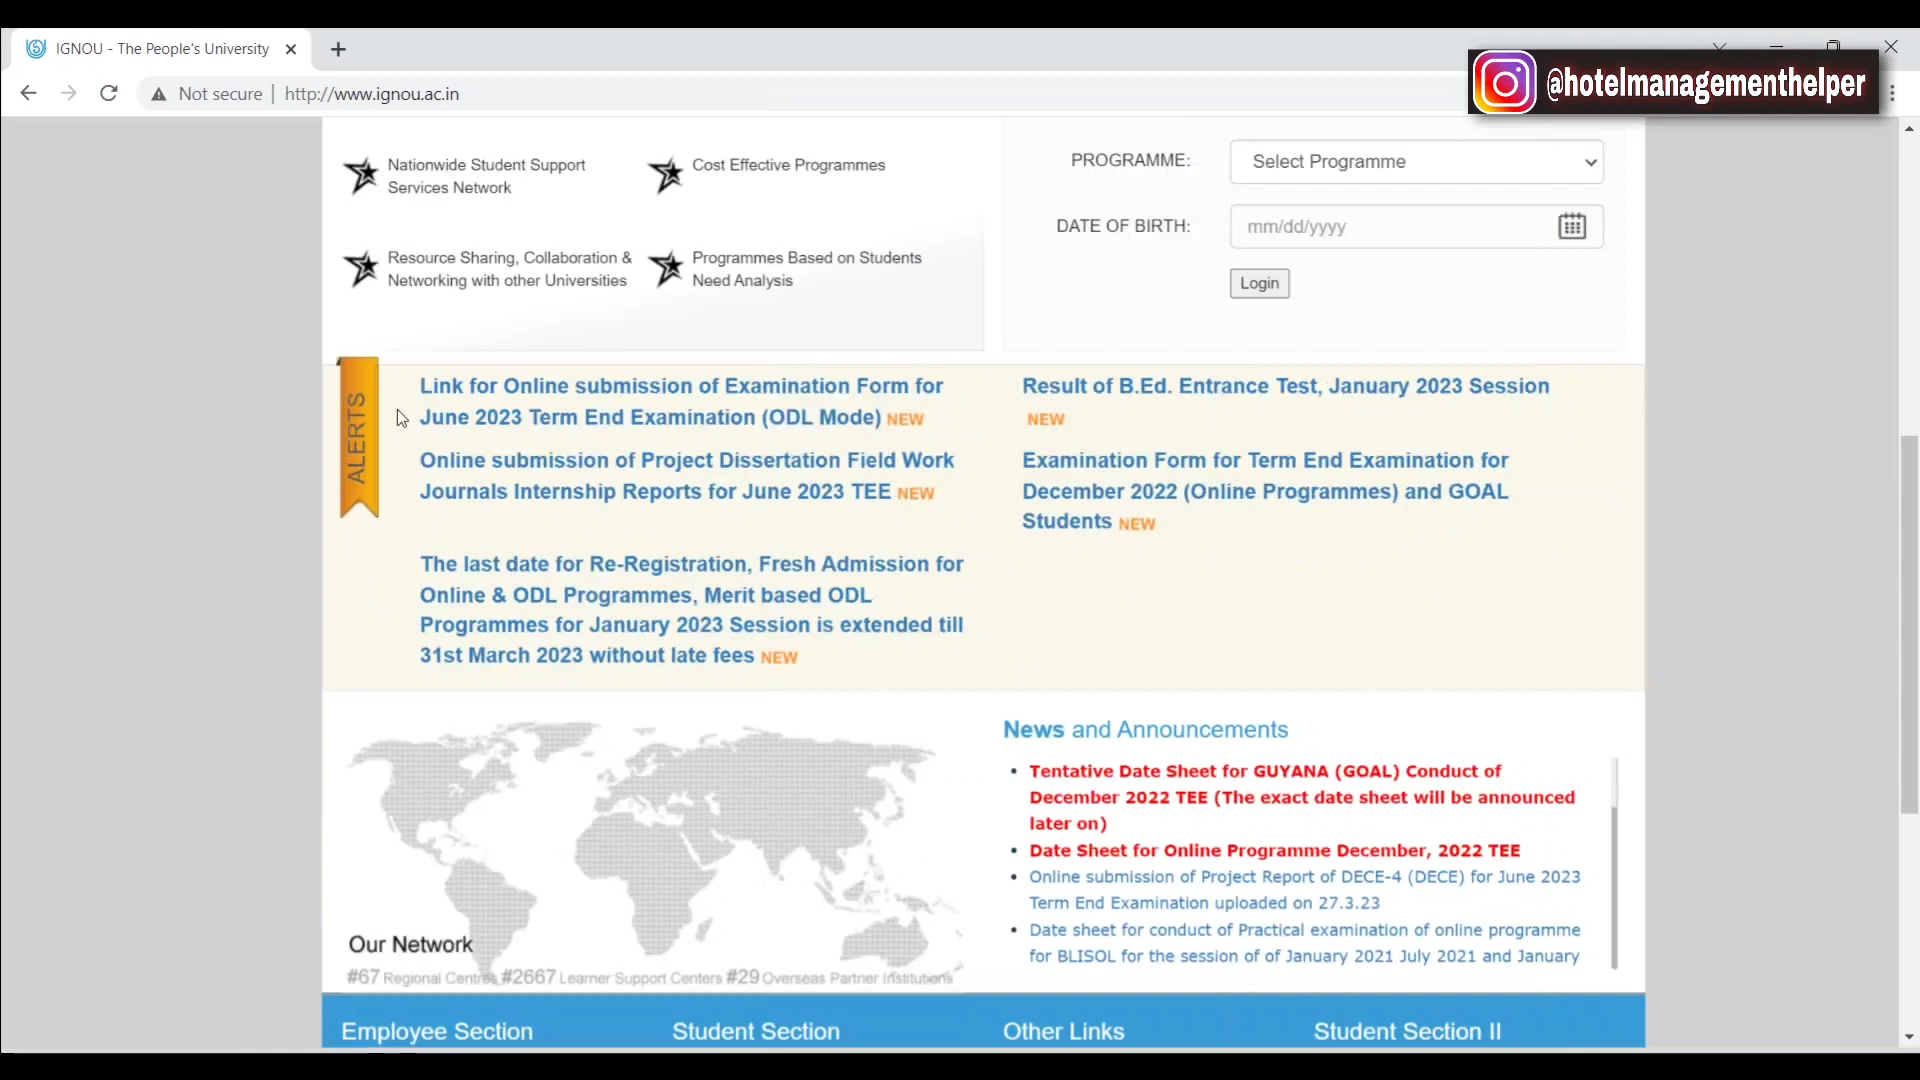 IGNOU - The People's University
Not secure
http://www.ignou.ac.in
@hotelmanagementhelper
Nationwide Student Support
Services Network
Cost Effective Programmes
Resource Sharing, Collaboration &
Networking with other Universities
Programmes Based on Students
Need Analysis
PROGRAMME:
Select Programme
DATE OF BIRTH:
mm/dd/yyyy
Login
ALERTS
Link for Online submission of Examination Form for
June 2023 Term End Examination (ODL Mode) NEW
Result of B.Ed. Entrance Test, January 2023 Session
NEW
Online submission of Project Dissertation Field Work
Journals Internship Reports for June 2023 TEE NEW
Examination Form for Term End Examination for
December 2022 (Online Programmes) and GOAL
Students NEW
The last date for Re-Registration, Fresh Admission for
Online & ODL Programmes, Merit based ODL
Programmes for January 2023 Session is extended till
31st March 2023 without late fees NEW
Our Network
#67 Regional Centres #2667 Learner Support Centers #29 Overseas Partner Institutions
News and Announcements
Tentative Date Sheet for GUYANA (GOAL) Conduct of
December 2022 TEE (The exact date sheet will be announced
later on)
Date Sheet for Online Programme December, 2022 TEE
Online submission of Project Report of DECE-4 (DECE) for June 2023
Term End Examination uploaded on 27.3.23
Date sheet for conduct of Practical examination of online programme
for BLISOL for the session of of January 2021 July 2021 and January
Employee Section
Student Section
Other Links
Student Section II